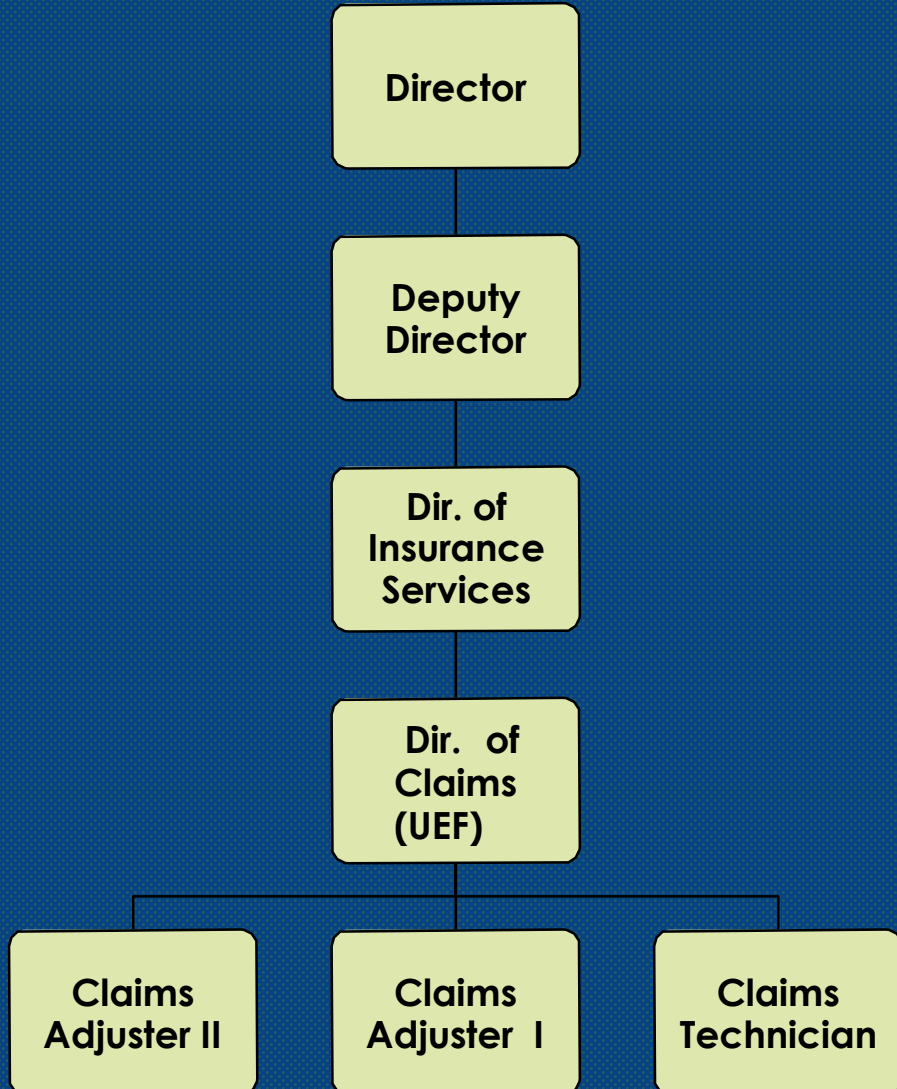 Director
Deputy
Director
Dir. of
Insurance
Services
Dir. of
Claims
(UEF)
Claims
Adjuster II
Claims
Adjuster I
Claims
Technician